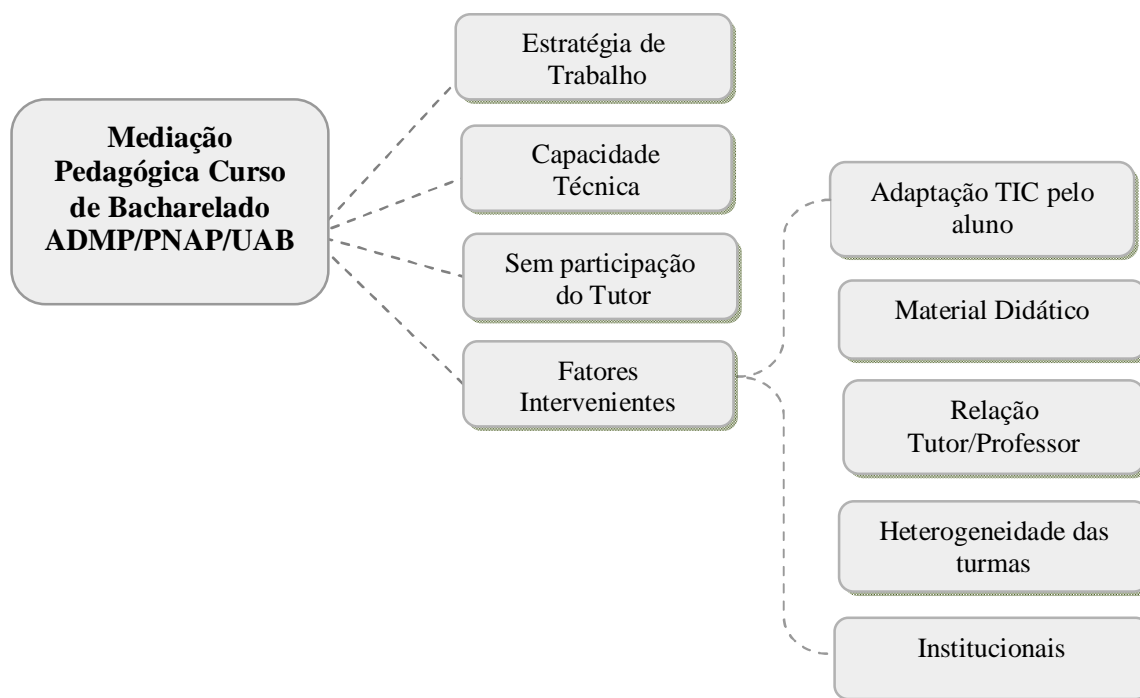 Mediação
Pedagógica Curso
de Bacharelado
ADMP/PNAP/UAB
Estratégia de
Trabalho
Capacidade
Técnica
Sem participação
do Tutor
Fatores
Intervenientes
Adaptação TIC pelo
aluno
Material Didático
Relação
Tutor/Professor
Heterogeneidade das
turmas
Institucionais